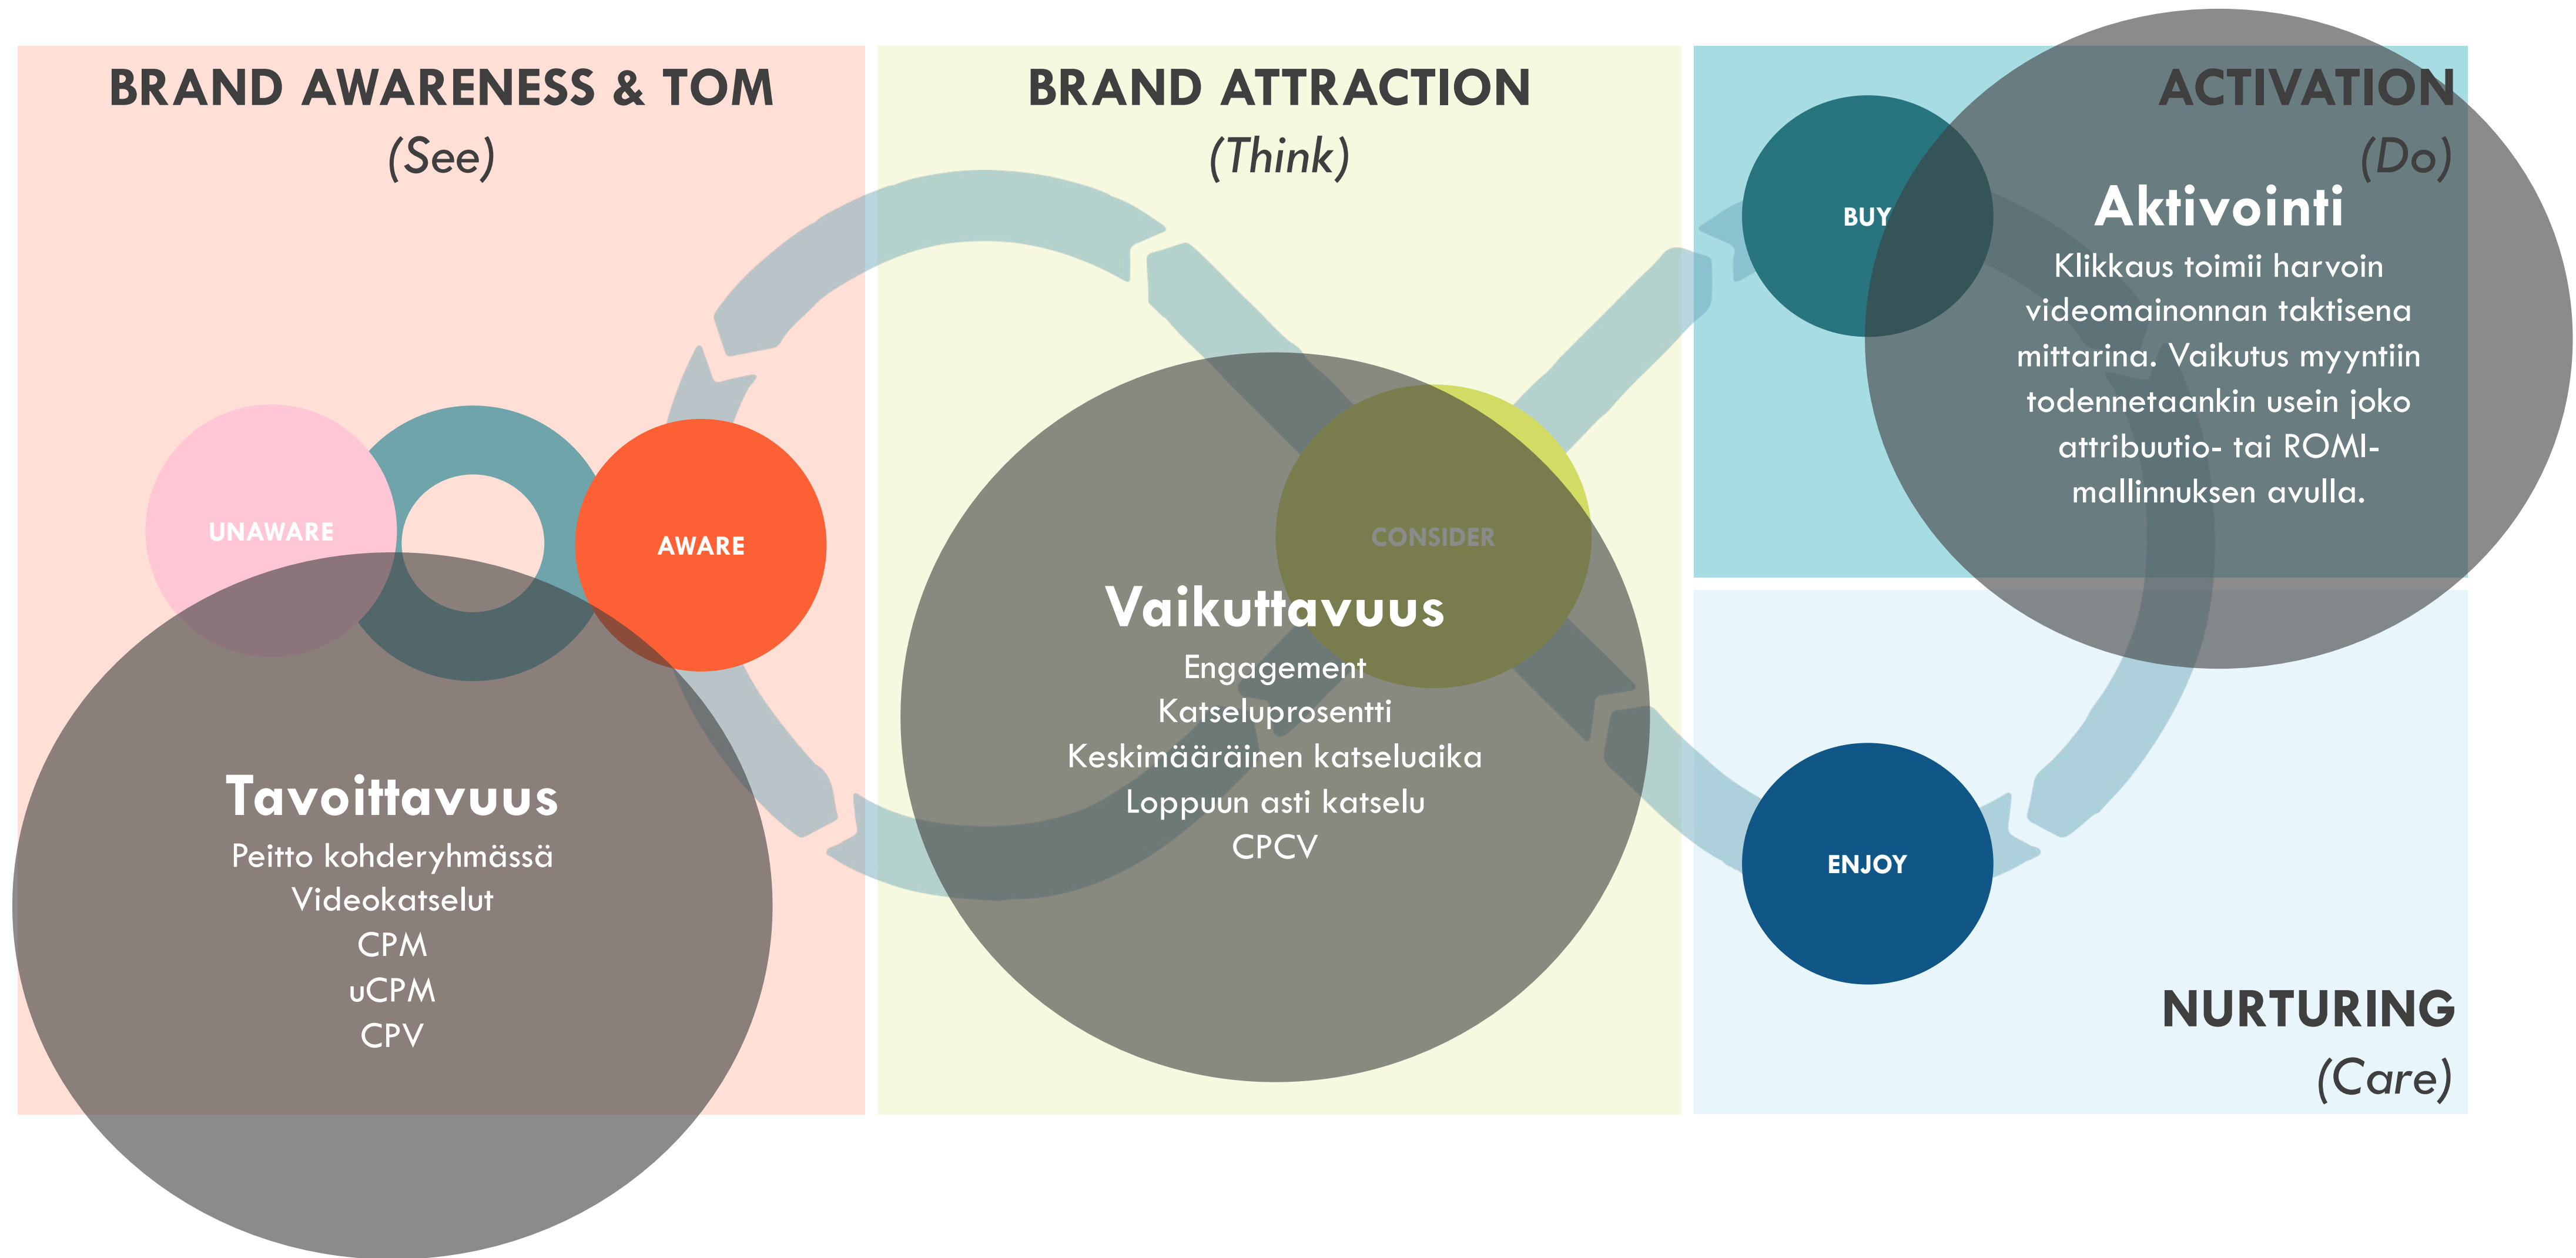 BRAND AWARENESS & TOM
(See)
UNAWARE
AWARE
Tavoittavuus
Peitto kohderyhmässä
Videokatselut
CPM
uCPM
CPV
BRAND ATTRACTION
(Think)
CONSIDER
Vaikuttavuus
Engagement
Katseluprosentti
Keskimääräinen katseluaika
Loppuun asti katselu
CPCV
ACTIVATION
(Do)
BUY
Aktivointi
Klikkaus toimii harvoin
videomainonnan taktisena
mittarina. Vaikutus myyntiin
todennetaankin usein joko
attribuutio- tai ROMI-
mallinnuksen avulla.
ENJOY
NURTURING
(Care)